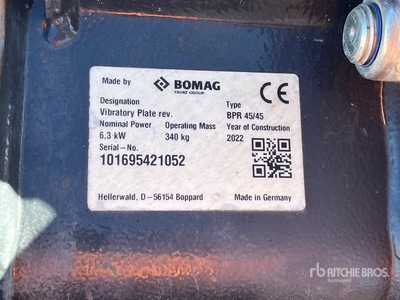 Made by BOMAG CE
FAYAT GROUP
Designation Type
Vibratory Plate rev. BPR 45/45
Nominal Power Operating Mass Year of Construction
6.3 kW 340 kg 2022
Serial-No.
101695421052
Hellerwald, D-56154 Boppard Made in Germany
rb RITCHIE BROS.
Auctioneers